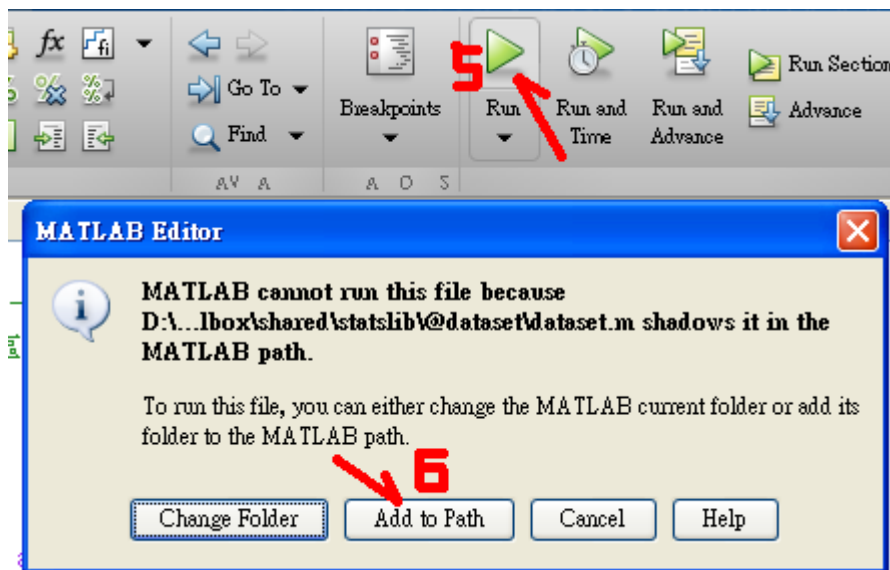 fx
fi
Go To
Find
Breakpoints
5
Run
Run and
Time
Run and
Advance
Run Section
Advance
MATLAB Editor
MATLAB cannot run this file because
D:\...lbox\shared\statslib\@dataset\dataset.m shadows it in the
MATLAB path.
To run this file, you can either change the MATLAB current folder or add its
folder to the MATLAB path.
6
Change Folder
Add to Path
Cancel
Help